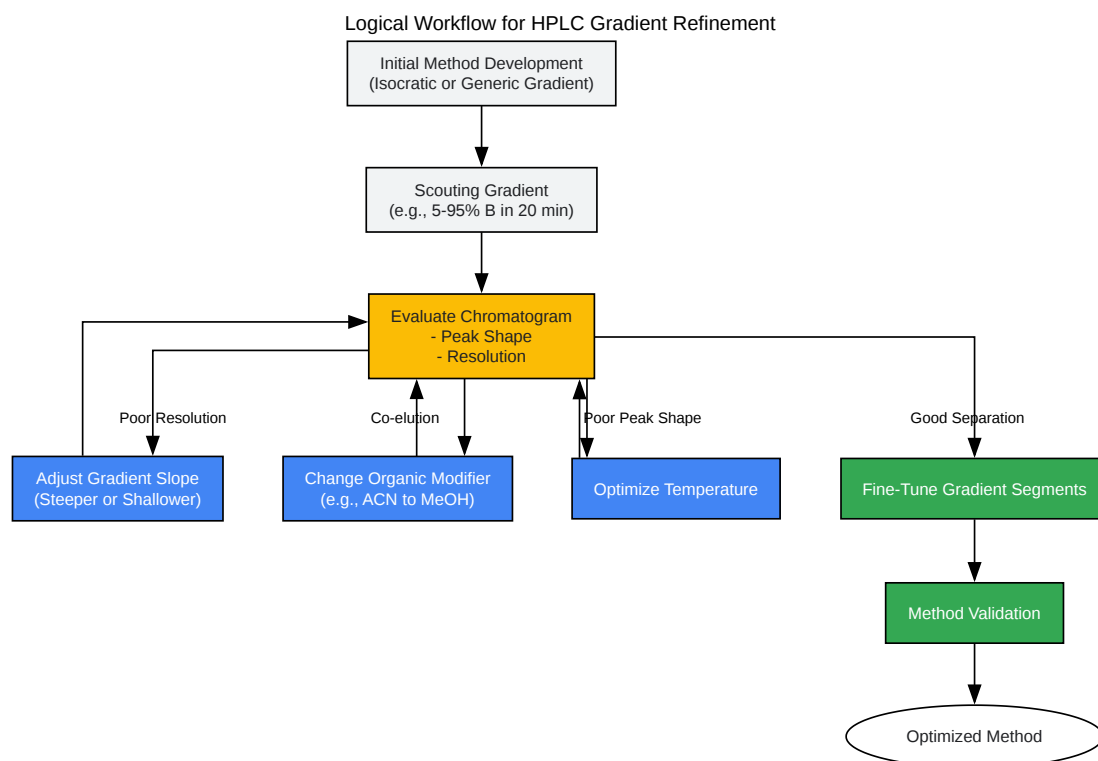 Logical Workflow for HPLC Gradient Refinement
Initial Method Development
(Isocratic or Generic Gradient)
Scouting Gradient
(e.g., 5-95% B in 20 min)
Evaluate Chromatogram
- Peak Shape
- Resolution
Poor Resolution
Co-elution
Poor Peak Shape
Good Separation
Adjust Gradient Slope
(Steeper or Shallower)
Change Organic Modifier
(e.g., ACN to MeOH)
Optimize Temperature
Fine-Tune Gradient Segments
Method Validation
Optimized Method